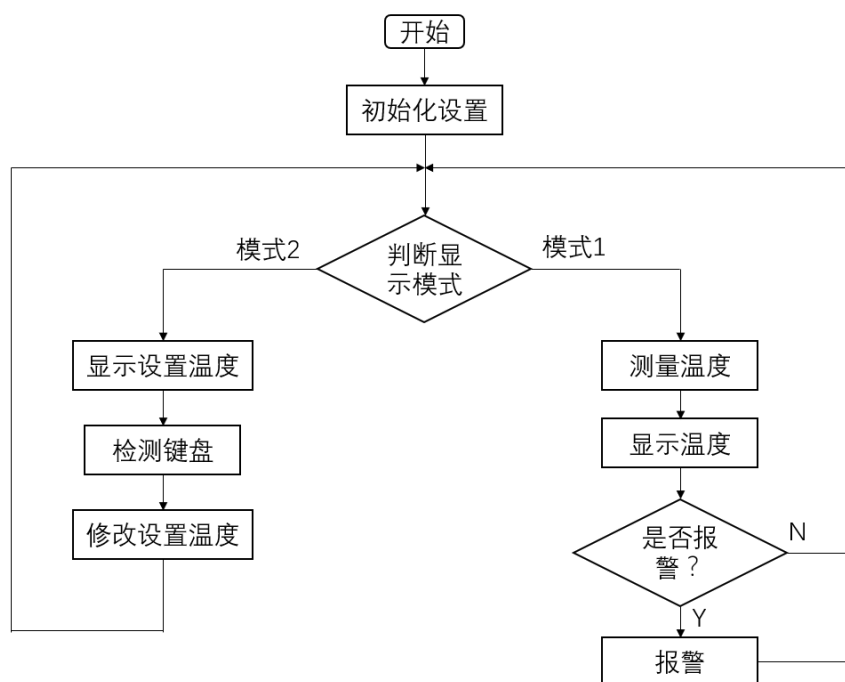 开始
初始化设置
判断显
示模式
模式2
模式1
显示设置温度
检测键盘
修改设置温度
测量温度
显示温度
是否报
警？
N
Y
报警